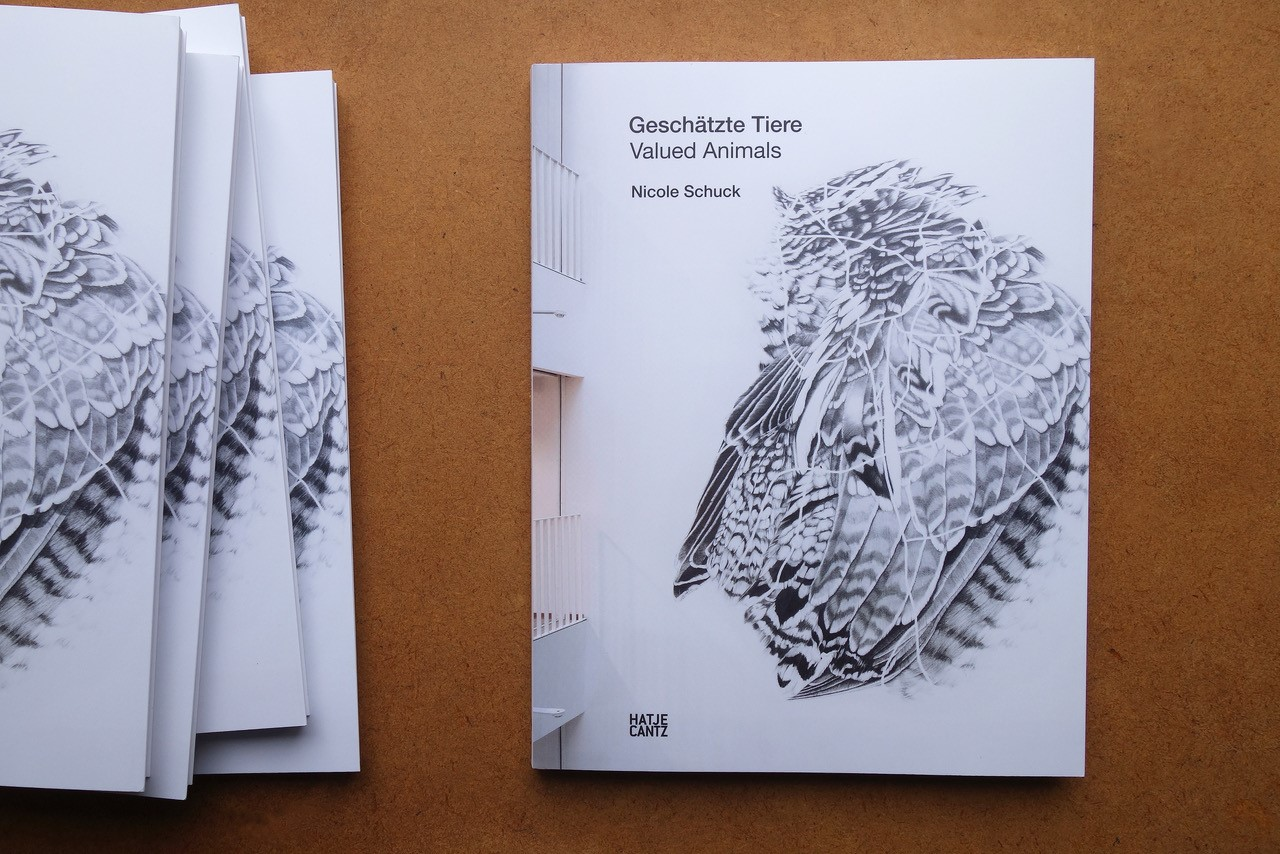 Geschätzte Tiere
Valued Animals
Nicole Schuck
HATJE
CANTZ